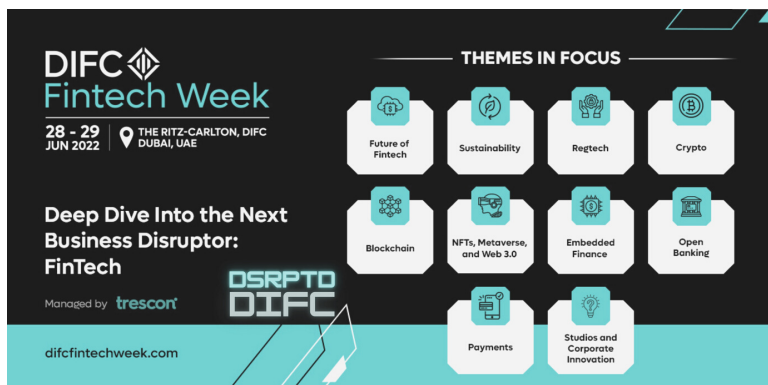 DIFC
Fintech Week
28 - 29
JUN 2022
THE RITZ-CARLTON, DIFC
DUBAI, UAE
Deep Dive Into the Next
Business Disruptor:
FinTech
DSRPTD
DIFC
Managed by trescon
difcfintechweek.com
THEMES IN FOCUS
Future of
Fintech
Sustainability
Regtech
Crypto
Blockchain
NFTs, Metaverse,
and Web 3.0
Embedded
Finance
Open
Banking
Payments
Studios and
Corporate
Innovation